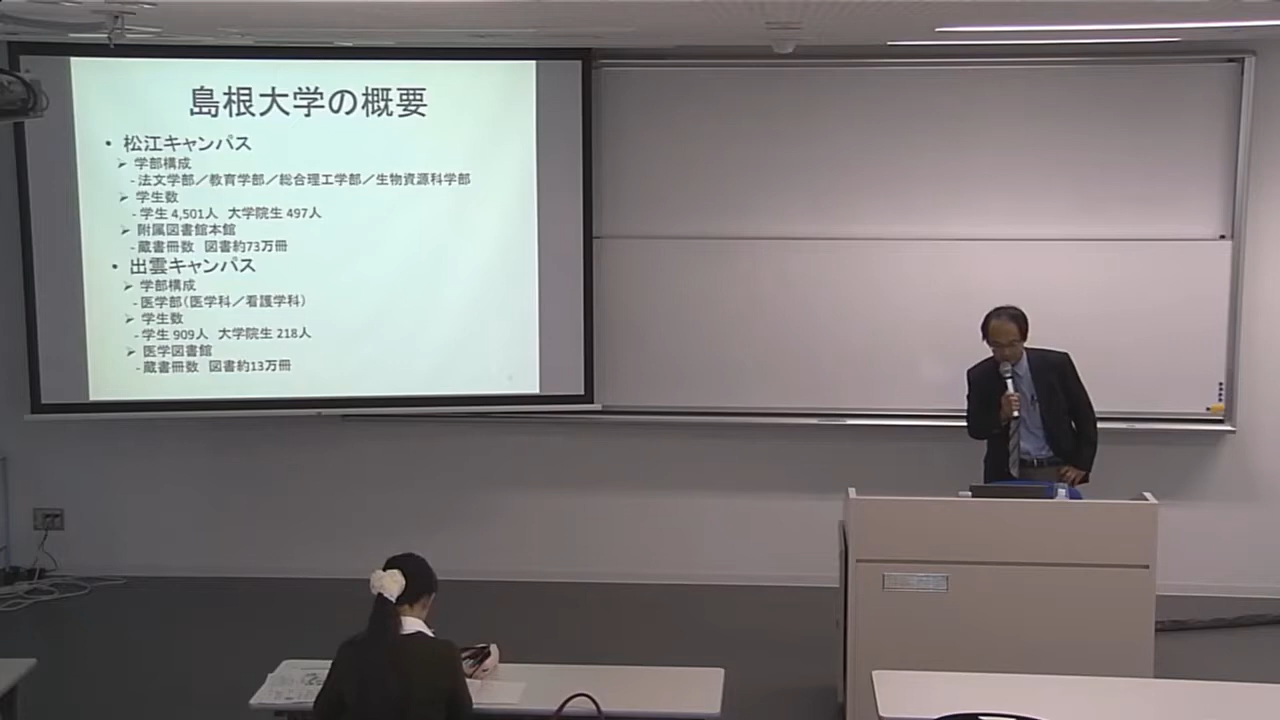 島根大学の概要
• 松江キャンパス
➢ 学部構成
- 法文学部／教育学部／総合理工学部／生物資源科学部
➢ 学生数
- 学生 4,501人 大学院生 497人
➢ 附属図書館本館
- 蔵書冊数 図書約73万冊
• 出雲キャンパス
➢ 学部構成
- 医学部（医学科／看護学科）
➢ 学生数
- 学生 909人 大学院生 218人
➢ 医学図書館
- 蔵書冊数 図書約13万冊